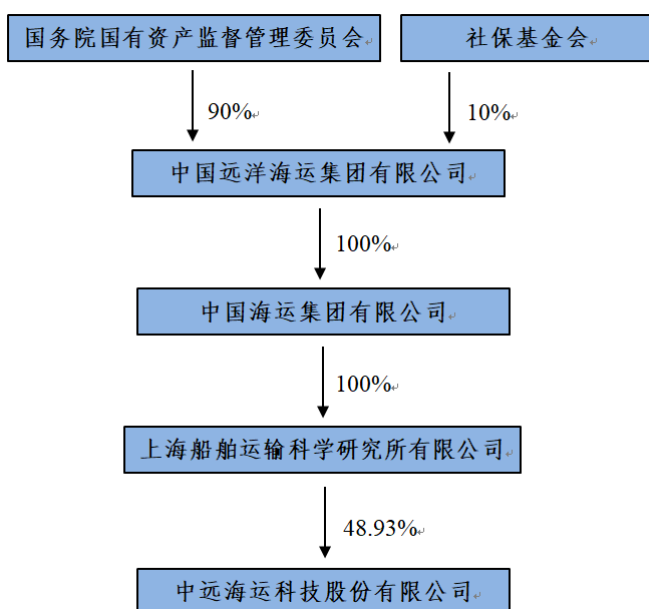 国务院国有资产监督管理委员会
社保基金会
90%
10%
中国远洋海运集团有限公司
100%
中国海运集团有限公司
100%
上海船舶运输科学研究所有限公司
48.93%
中远海运科技股份有限公司